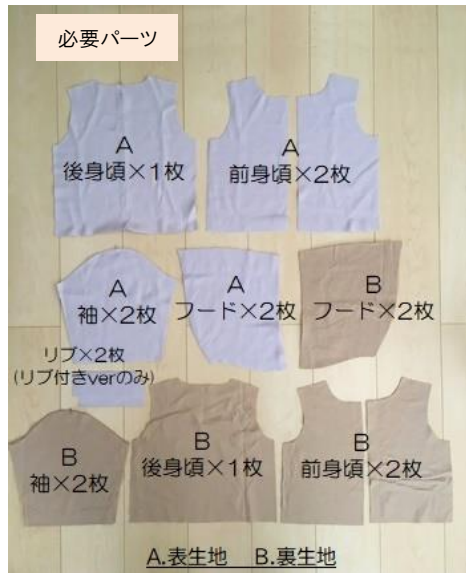 必要パーツ
A
後身頃×1枚
A
前身頃×2枚
A
袖×2枚
A
フード×2枚
B
フード×2枚
リブ×2枚
(リブ付きverのみ)
B
袖×2枚
B
後身頃×1枚
B
前身頃×2枚
A.表生地 B.裏生地